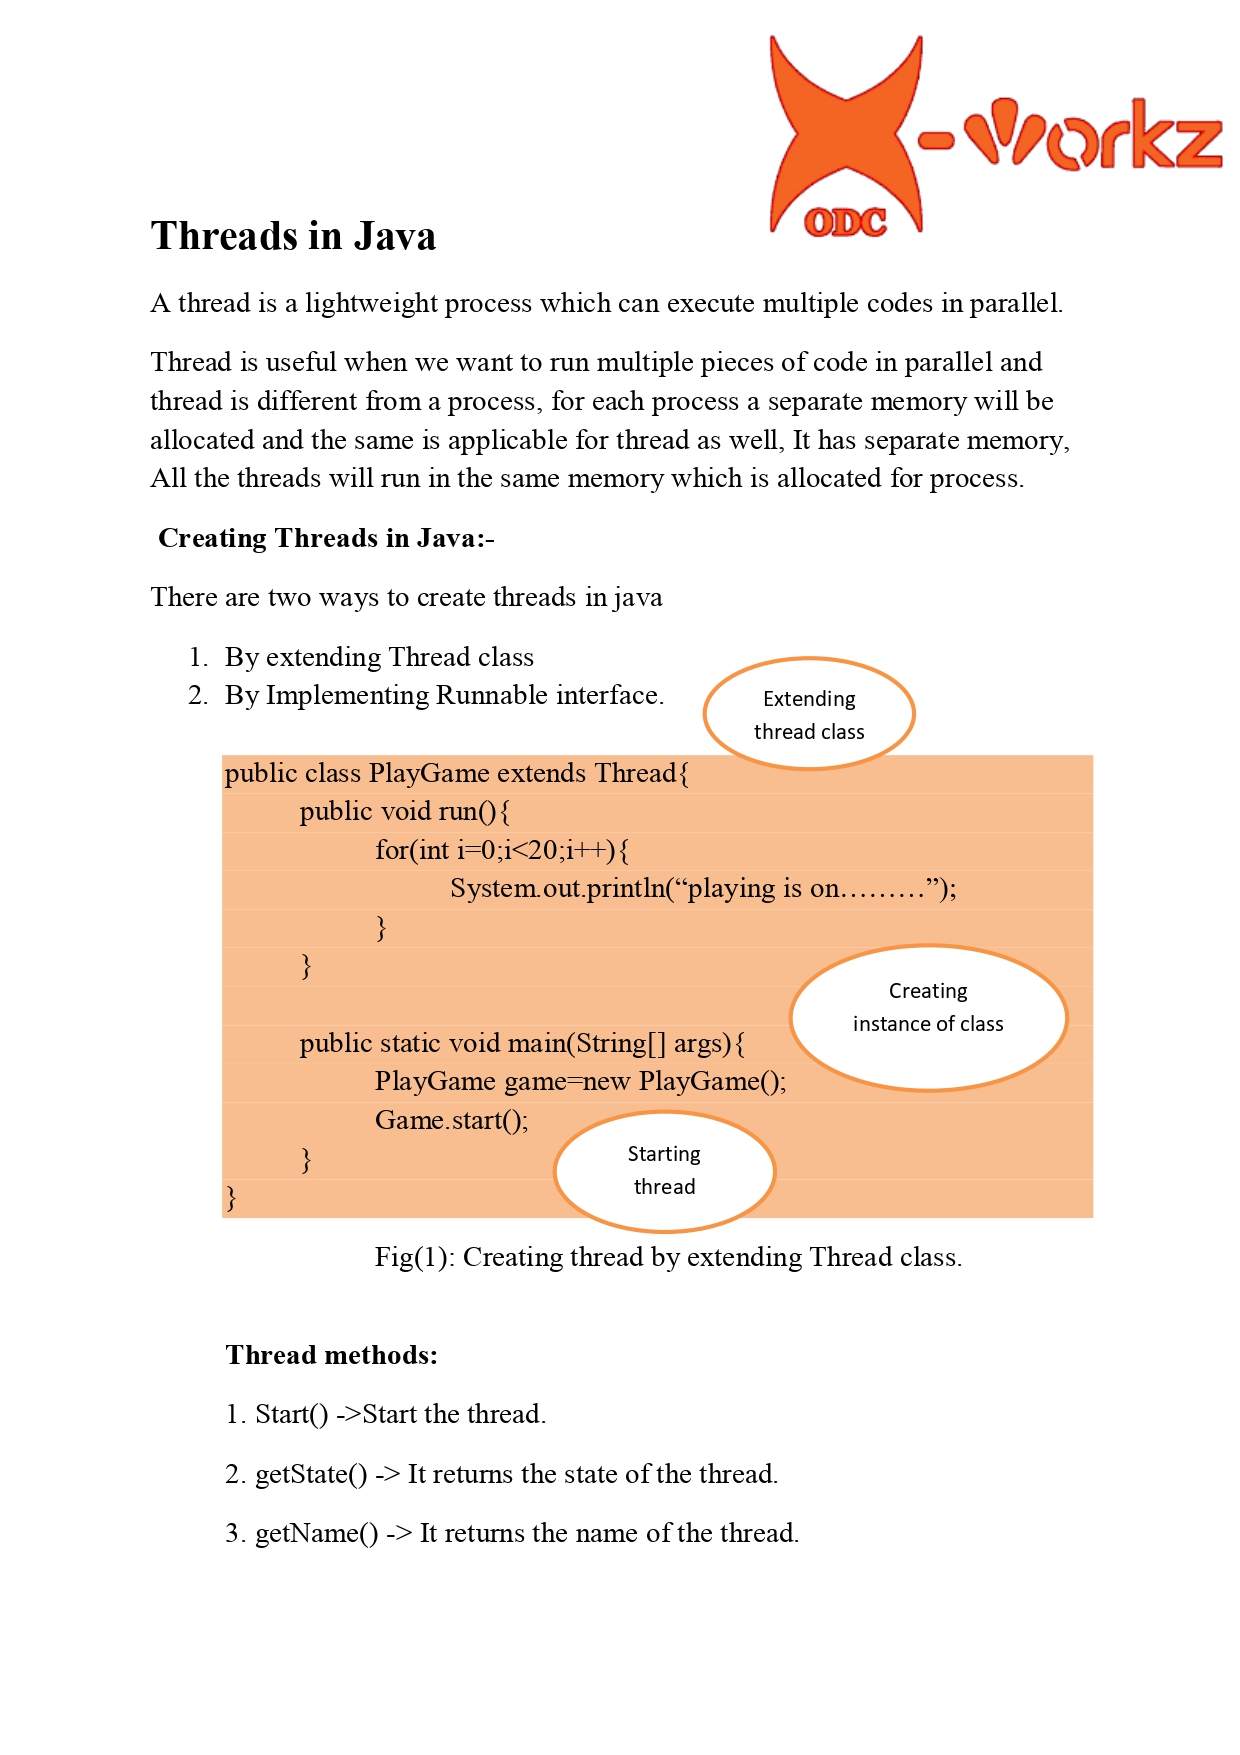 X-workz
ODC
Threads in Java
A thread is a lightweight process which can execute multiple codes in parallel.
Thread is useful when we want to run multiple pieces of code in parallel and
thread is different from a process, for each process a separate memory will be
allocated and the same is applicable for thread as well, It has separate memory,
All the threads will run in the same memory which is allocated for process.
Creating Threads in Java:-
There are two ways to create threads in java
1. By extending Thread class
2. By Implementing Runnable interface.
Extending
thread class
public class PlayGame extends Thread{
public void run(){
for(int i=0;i<20;i++){
System.out.println(“playing is on………”);
}
}
Creating
instance of class
public static void main(String[] args){
PlayGame game=new PlayGame();
Game.start();
Starting
thread
}
}
Fig(1): Creating thread by extending Thread class.
Thread methods:
1. Start() ->Start the thread.
2. getState() -> It returns the state of the thread.
3. getName() -> It returns the name of the thread.